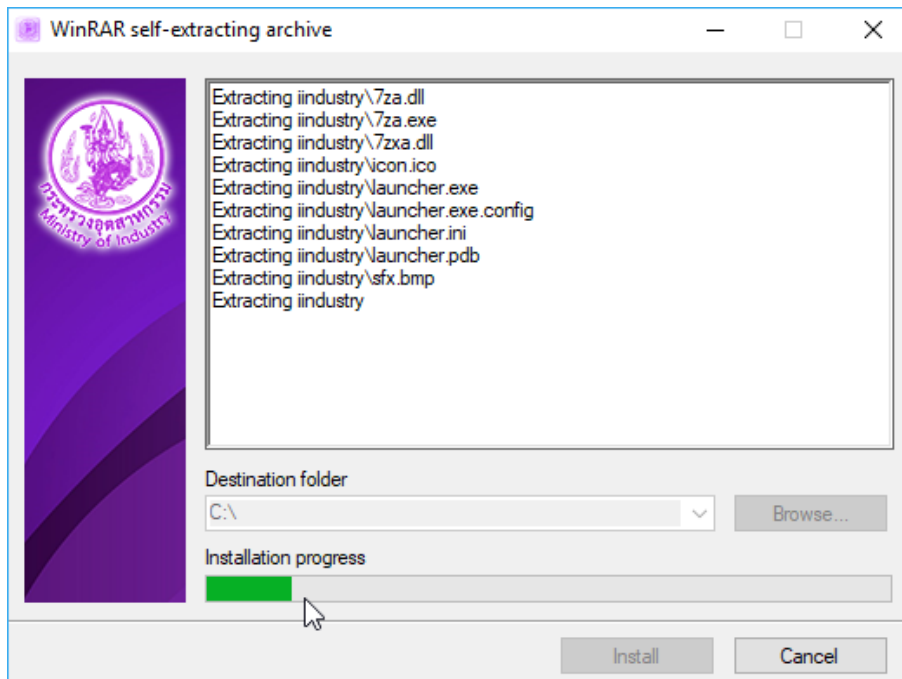 WinRAR self-extracting archive
กระทรวงอุตสาหกรรม
Ministry of Industry
Extracting iindustry\7za.dll
Extracting iindustry\7za.exe
Extracting iindustry\7zxa.dll
Extracting iindustry\icon.ico
Extracting iindustry\launcher.exe
Extracting iindustry\launcher.exe.config
Extracting iindustry\launcher.ini
Extracting iindustry\launcher.pdb
Extracting iindustry\sfx.bmp
Extracting iindustry
Destination folder
C:\
Browse...
Installation progress
Install
Cancel